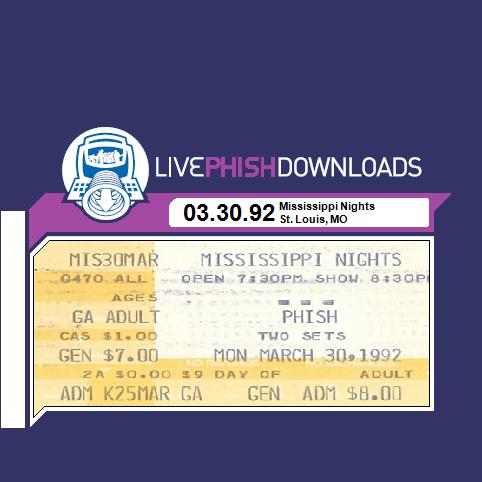 LIVEPHISHDOWNLOADS
03.30.92 Mississippi Nights
St. Louis, MO
MIS30MAR MISSISSIPPI NIGHTS
0470 ALL OPEN 7:30PM SHOW 8:30P
AGES
GA ADULT PHISH
CAS $1.00 TWO SETS
GEN $7.00 MON MARCH 30,1992
2A $0.00 $9 DAY OF ADULT
ADM K25MAR GA GEN ADM $8.00